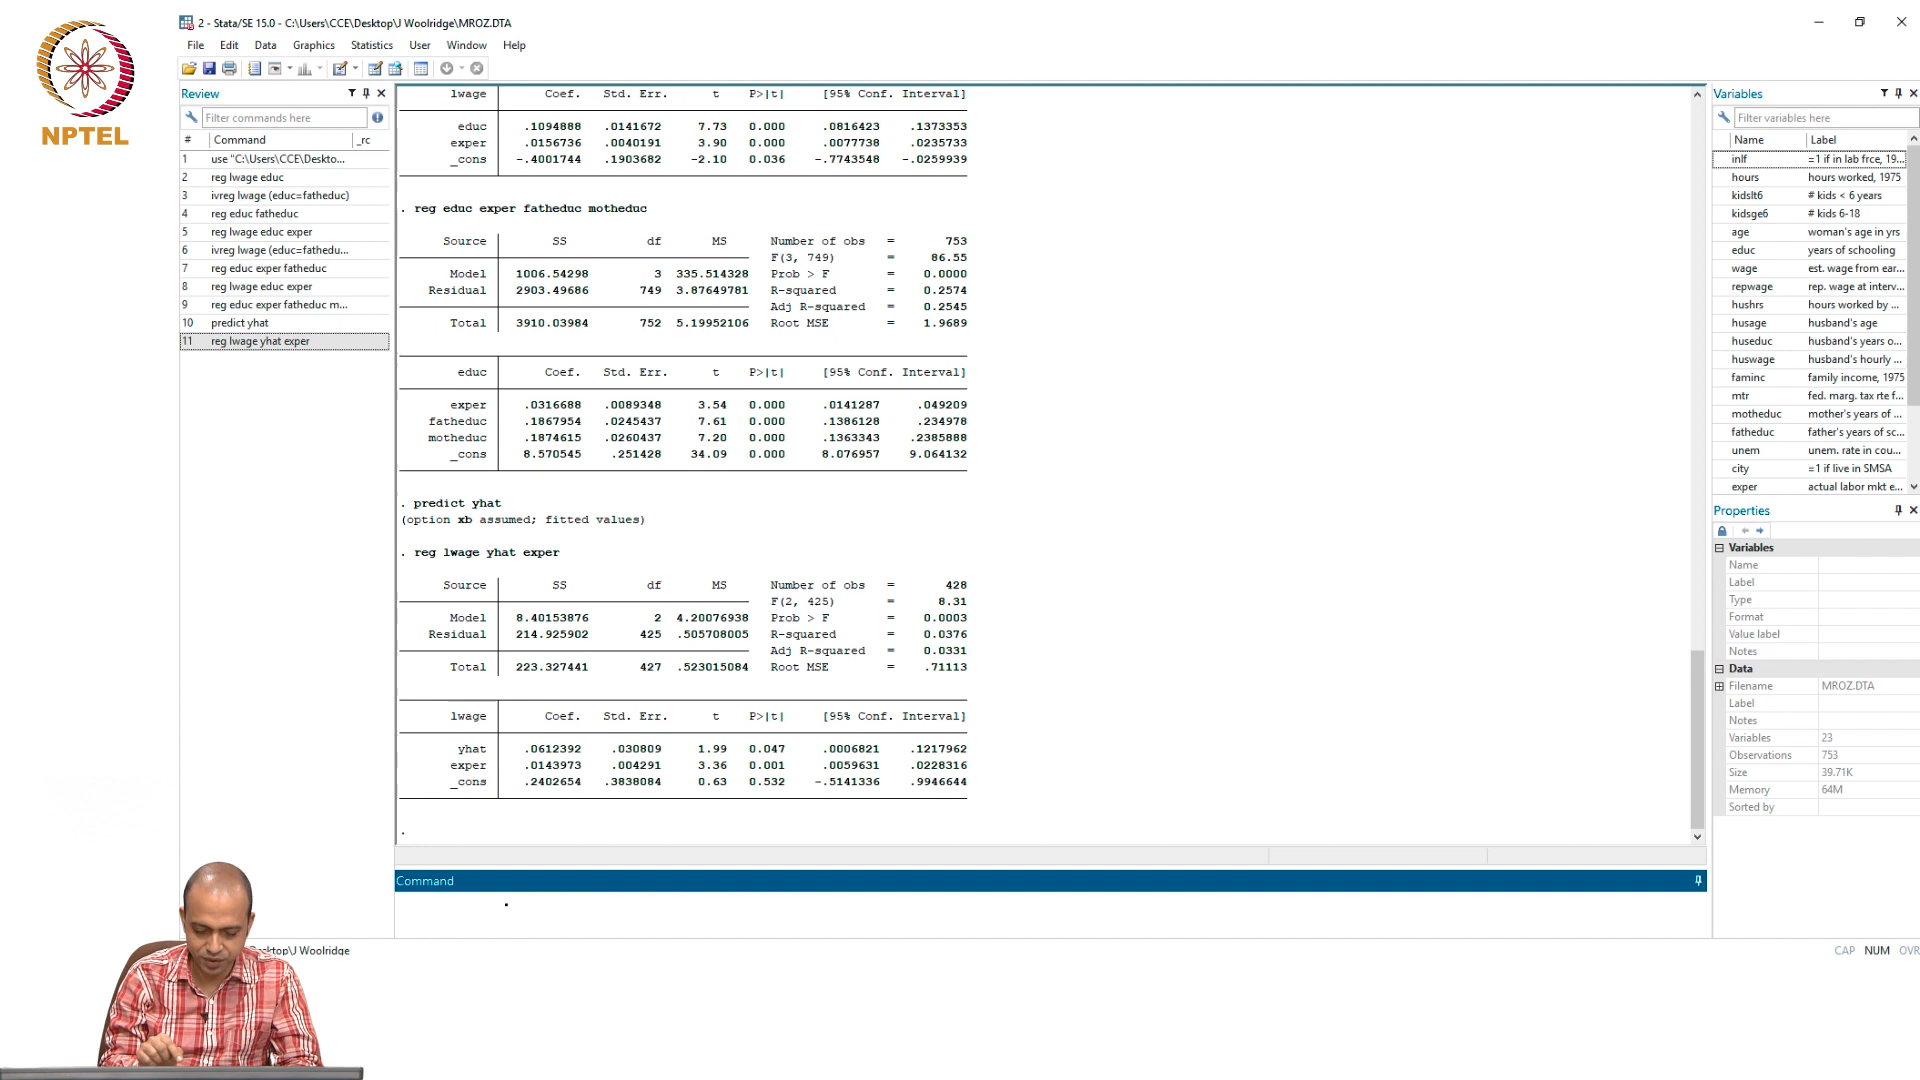 NPTEL
2 - Stata/SE 15.0 - C:\Users\CCE\Desktop\J Woolridge\MROZ.DTA
File Edit Data Graphics Statistics User Window Help
Review
Filter commands here
# Command _rc
1 use "C:\Users\CCE\Deskto...
2 reg lwage educ
3 ivreg lwage (educ=fatheduc)
4 reg educ fatheduc
5 reg lwage educ exper
6 ivreg lwage (educ=fathedu...
7 reg educ exper fatheduc
8 reg lwage educ exper
9 reg educ exper fatheduc m...
10 predict yhat
11 reg lwage yhat exper
lwage Coef. Std. Err. t P>|t| [95% Conf. Interval]
educ .1094888 .0141672 7.73 0.000 .0816423 .1373353
exper .0156736 .0040191 3.90 0.000 .0077738 .0235733
_cons -.4001744 .1903682 -2.10 0.036 -.7743548 -.0259939
. reg educ exper fatheduc motheduc
Source SS df MS Number of obs = 753
F(3, 749) = 86.55
Model 1006.54298 3 335.514328 Prob > F = 0.0000
Residual 2903.49686 749 3.87649781 R-squared = 0.2574
Adj R-squared = 0.2545
Total 3910.03984 752 5.19952106 Root MSE = 1.9689
educ Coef. Std. Err. t P>|t| [95% Conf. Interval]
exper .0316688 .0089348 3.54 0.000 .0141287 .049209
fatheduc .1867954 .0245437 7.61 0.000 .1386128 .234978
motheduc .1874615 .0260437 7.20 0.000 .1363343 .2385888
_cons 8.570545 .251428 34.09 0.000 8.076957 9.064132
. predict yhat
(option xb assumed; fitted values)
. reg lwage yhat exper
Source SS df MS Number of obs = 428
F(2, 425) = 8.31
Model 8.40153876 2 4.20076938 Prob > F = 0.0003
Residual 214.925902 425 .505708005 R-squared = 0.0376
Adj R-squared = 0.0331
Total 223.327441 427 .523015084 Root MSE = .71113
lwage Coef. Std. Err. t P>|t| [95% Conf. Interval]
yhat .0612392 .030809 1.99 0.047 .0006821 .1217962
exper .0143973 .004291 3.36 0.001 .0059631 .0228316
_cons .2402654 .3838084 0.63 0.532 -.5141336 .9946644
.
Command
Variables
Filter variables here
Name Label
inlf =1 if in lab frce, 19...
hours hours worked, 1975
kidslt6 # kids < 6 years
kidsge6 # kids 6-18
age woman's age in yrs
educ years of schooling
wage est. wage from ear...
repwage rep. wage at interv...
hushrs hours worked by ...
husage husband's age
huseduc husband's years o...
huswage husband's hourly ...
faminc family income, 1975
mtr fed. marg. tax rte f...
motheduc mother's years of ...
fatheduc father's years of sc...
unem unem. rate in cou...
city =1 if live in SMSA
exper actual labor mkt e...
Properties
Variables
Name
Label
Type
Format
Value label
Notes
Data
Filename MROZ.DTA
Label
Notes
Variables 23
Observations 753
Size 39.71K
Memory 64M
Sorted by
Woolridge
CAP NUM OVR